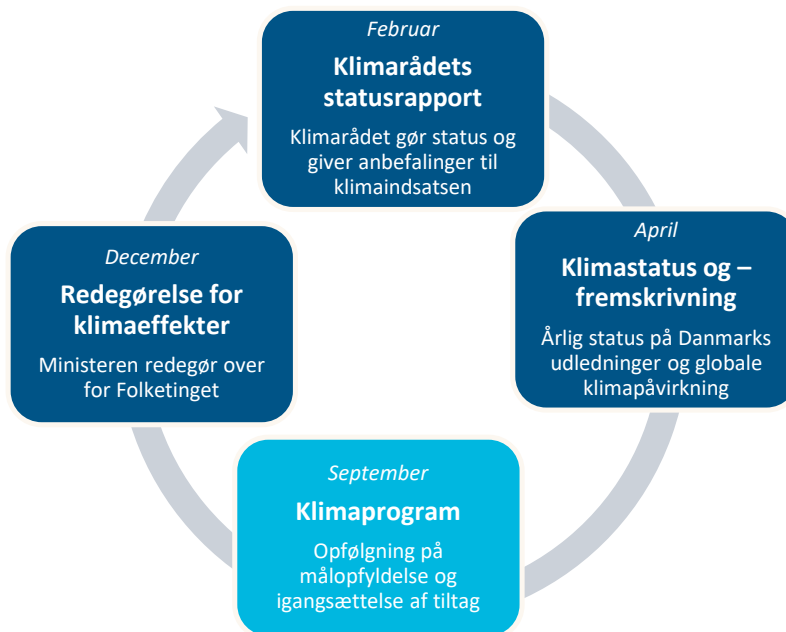 Februar
Klimarådets
statusrapport
Klimarådet gør status og
giver anbefalinger til
klimaindsatsen
April
Klimastatus og –
fremskrivning
Årlig status på Danmarks
udledninger og globale
klimapåvirkning
September
Klimaprogram
Opfølgning på
målopfyldelse og
igangsættelse af tiltag
December
Redegørelse for
klimaeffekter
Ministeren redegør over
for Folketinget